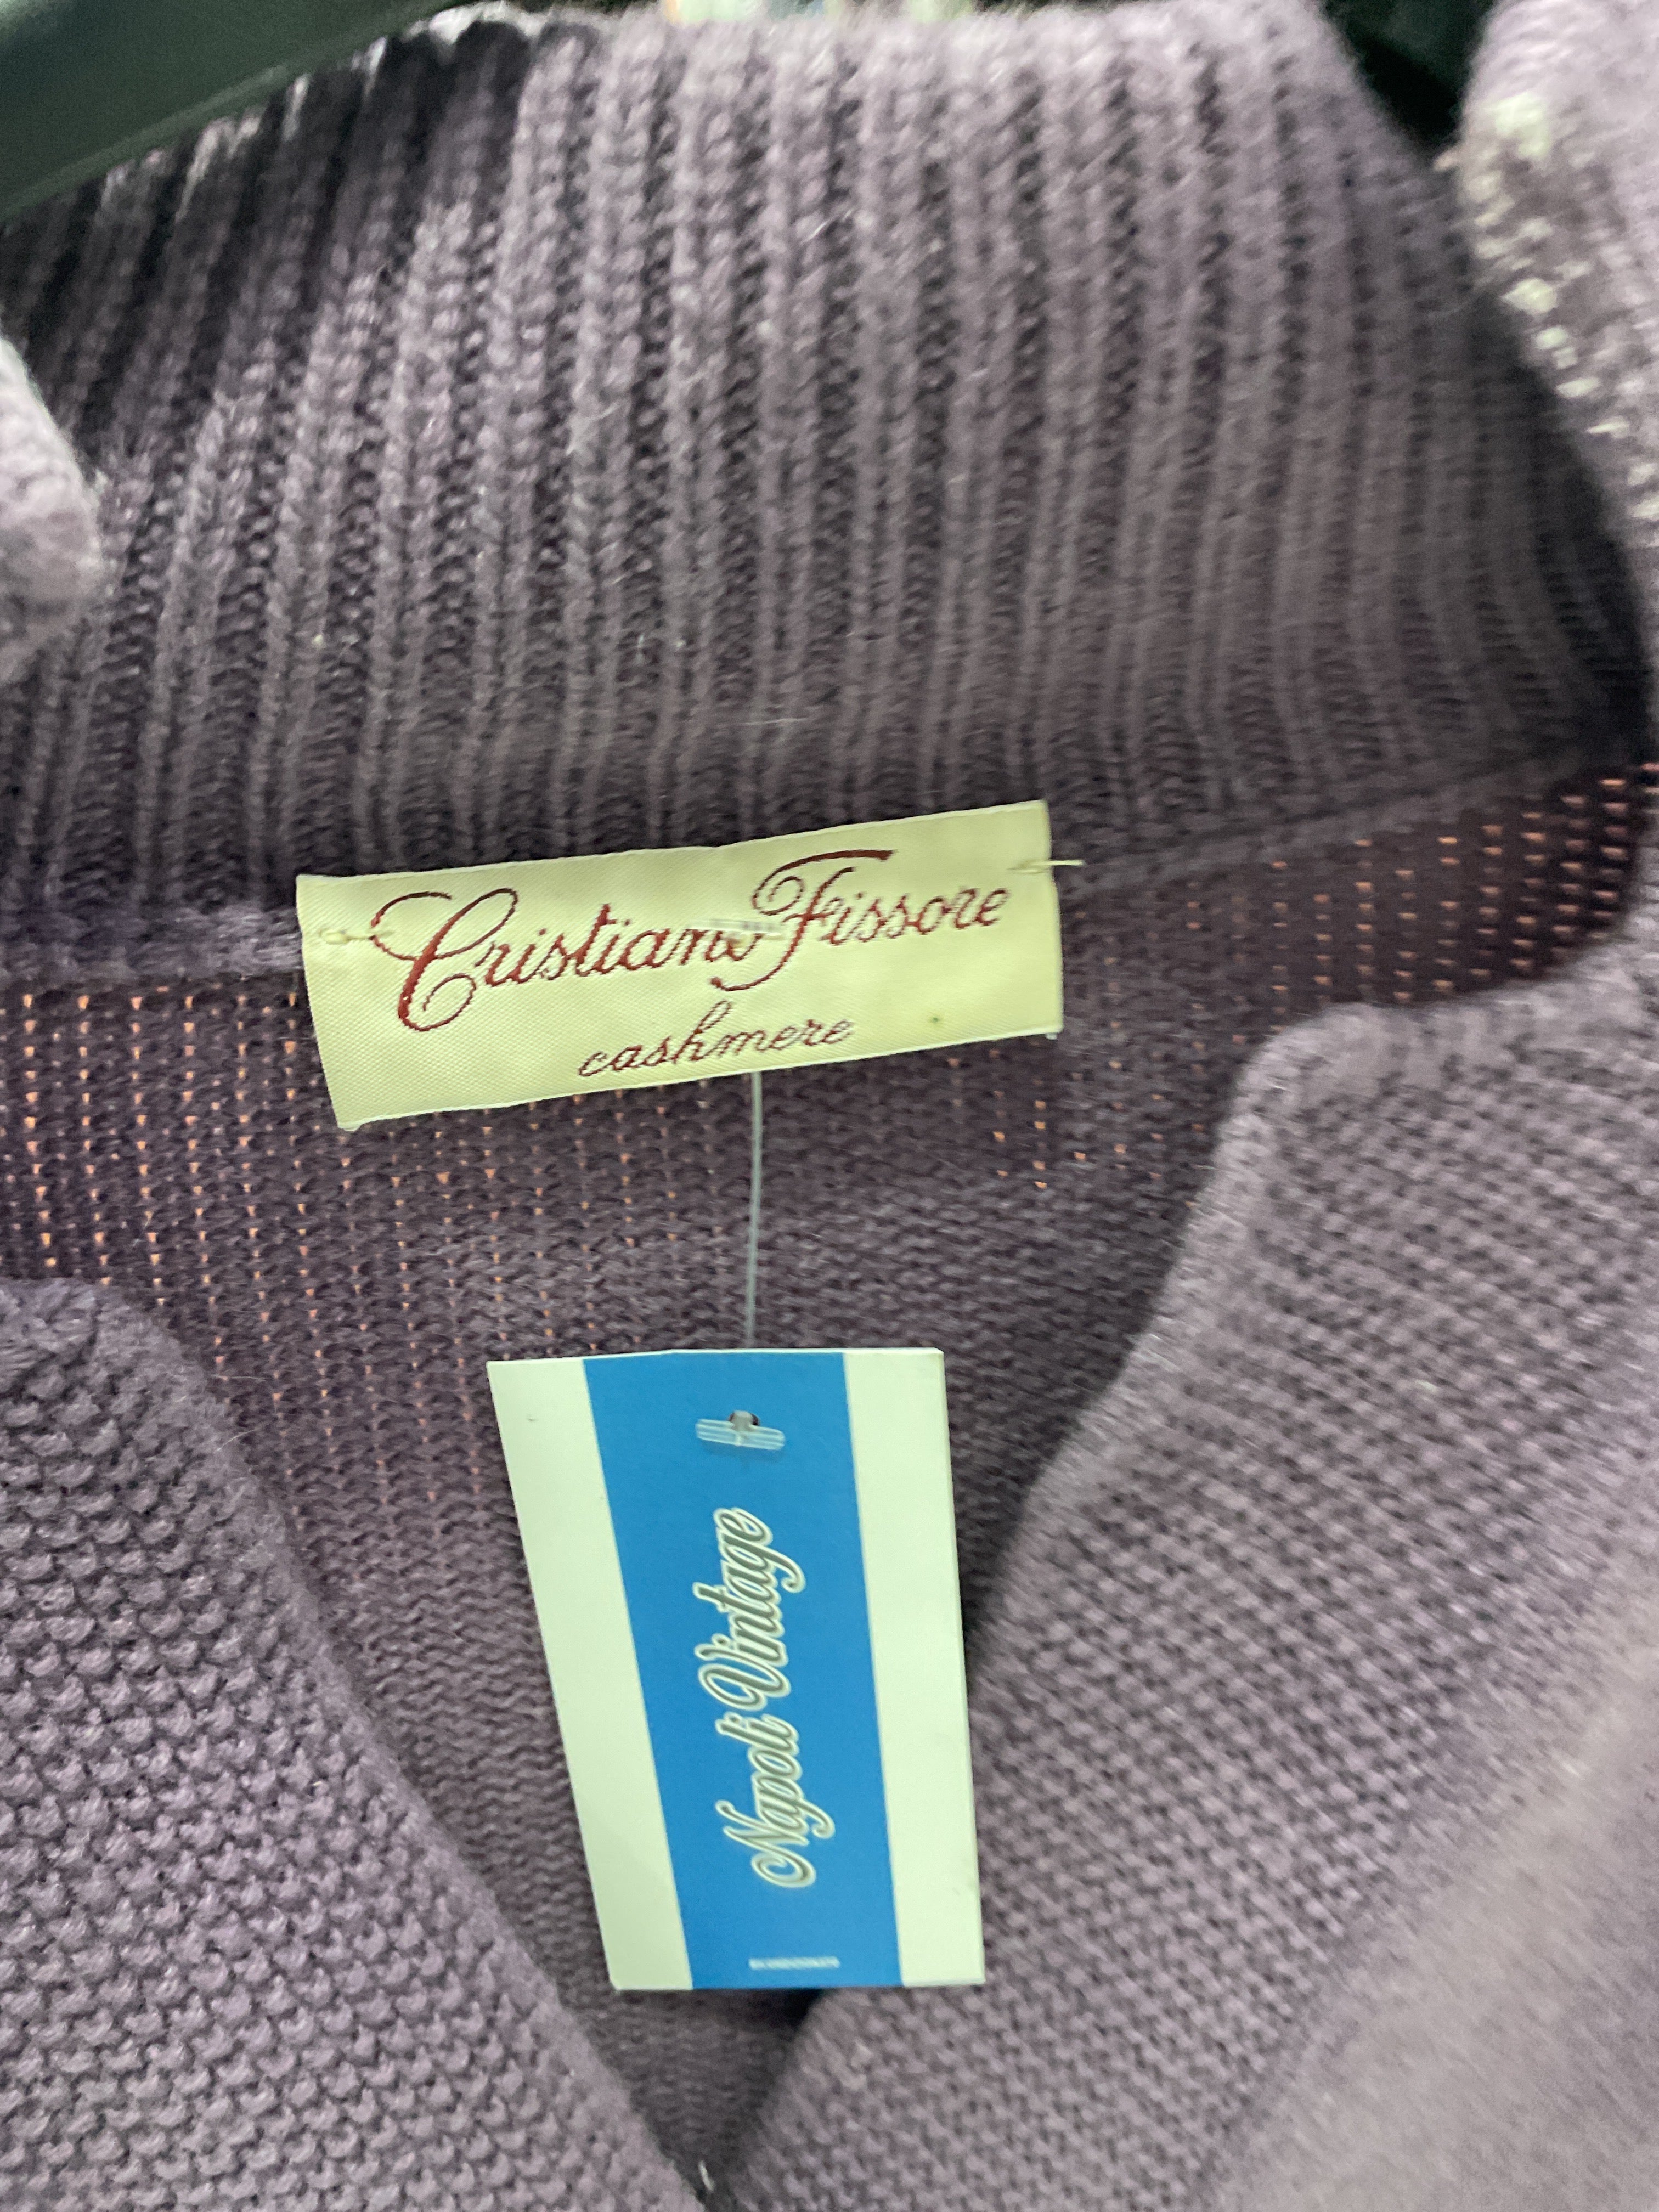 Cristiano Fissore
cashmere
Napoli Vintage